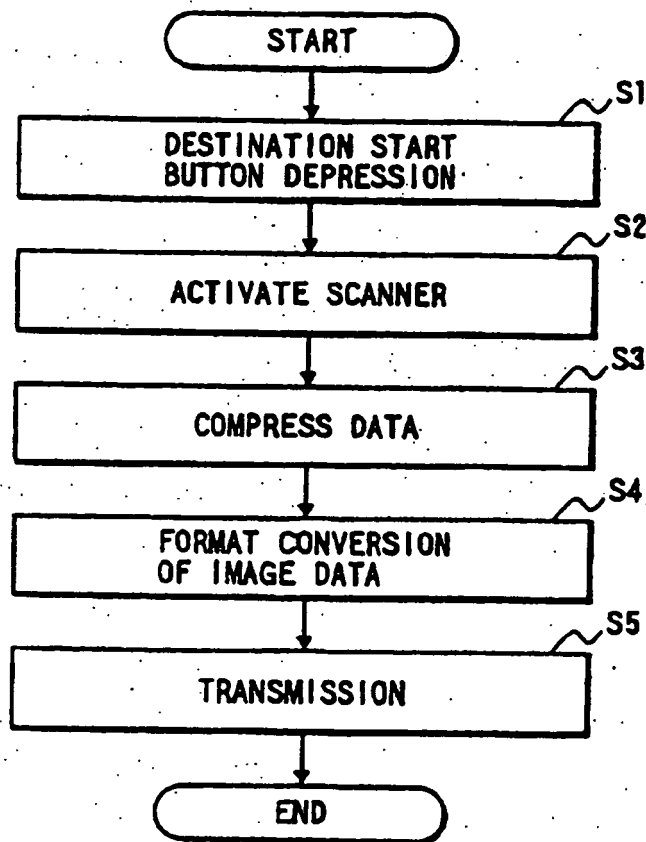 START
S1
DESTINATION START
BUTTON DEPRESSION
S2
ACTIVATE SCANNER
S3
COMPRESS DATA
S4
FORMAT CONVERSION
OF IMAGE DATA
S5
TRANSMISSION
END